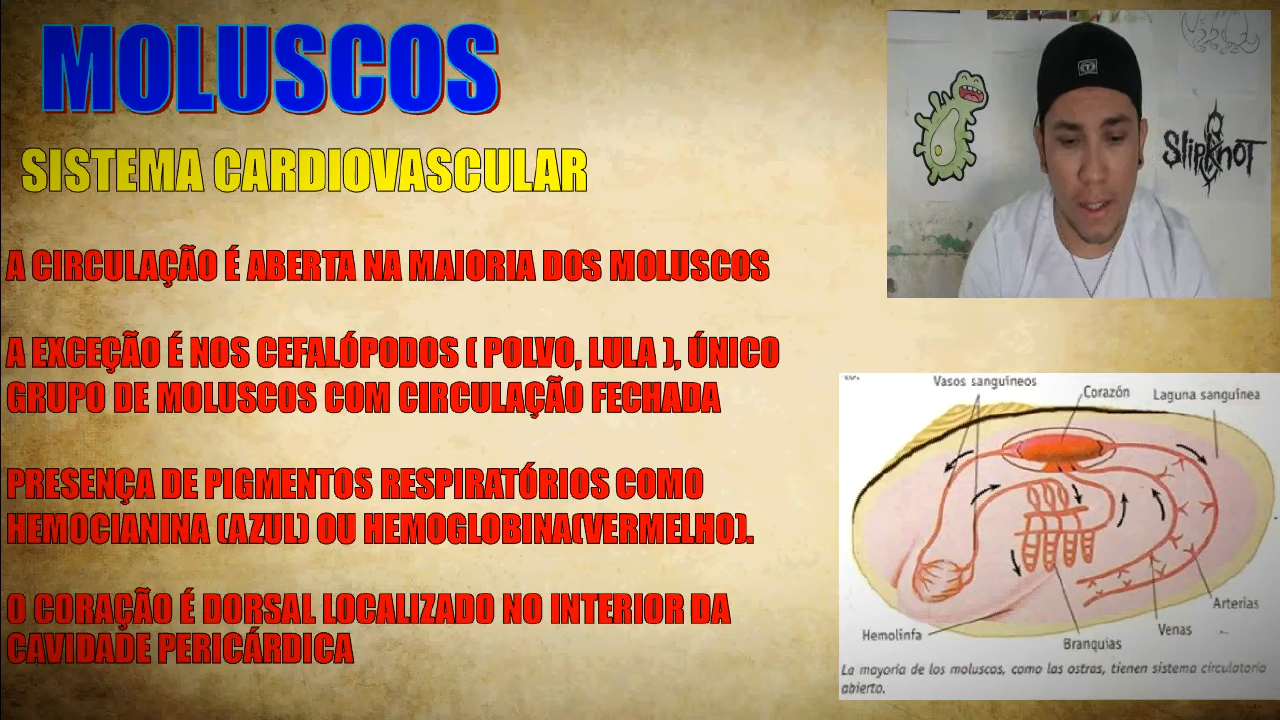 MOLUSCOS
SISTEMA CARDIOVASCULAR
A CIRCULAÇÃO É ABERTA NA MAIORIA DOS MOLUSCOS
A EXCEÇÃO É NOS CEFALÓPODOS ( POLVO, LULA ), ÚNICO
GRUPO DE MOLUSCOS COM CIRCULAÇÃO FECHADA
PRESENÇA DE PIGMENTOS RESPIRATÓRIOS COMO
HEMOCIANINA (AZUL) OU HEMOGLOBINA(VERMELHO).
O CORAÇÃO É DORSAL LOCALIZADO NO INTERIOR DA
CAVIDADE PERICÁRDICA
SlipKnoT
Vasos sanguíneos
Corazón
Laguna sanguínea
Hemolinfa
Branquias
Venas
Arterias
La mayoría de los moluscos, como las ostras, tienen sistema circulatorio
abierto.